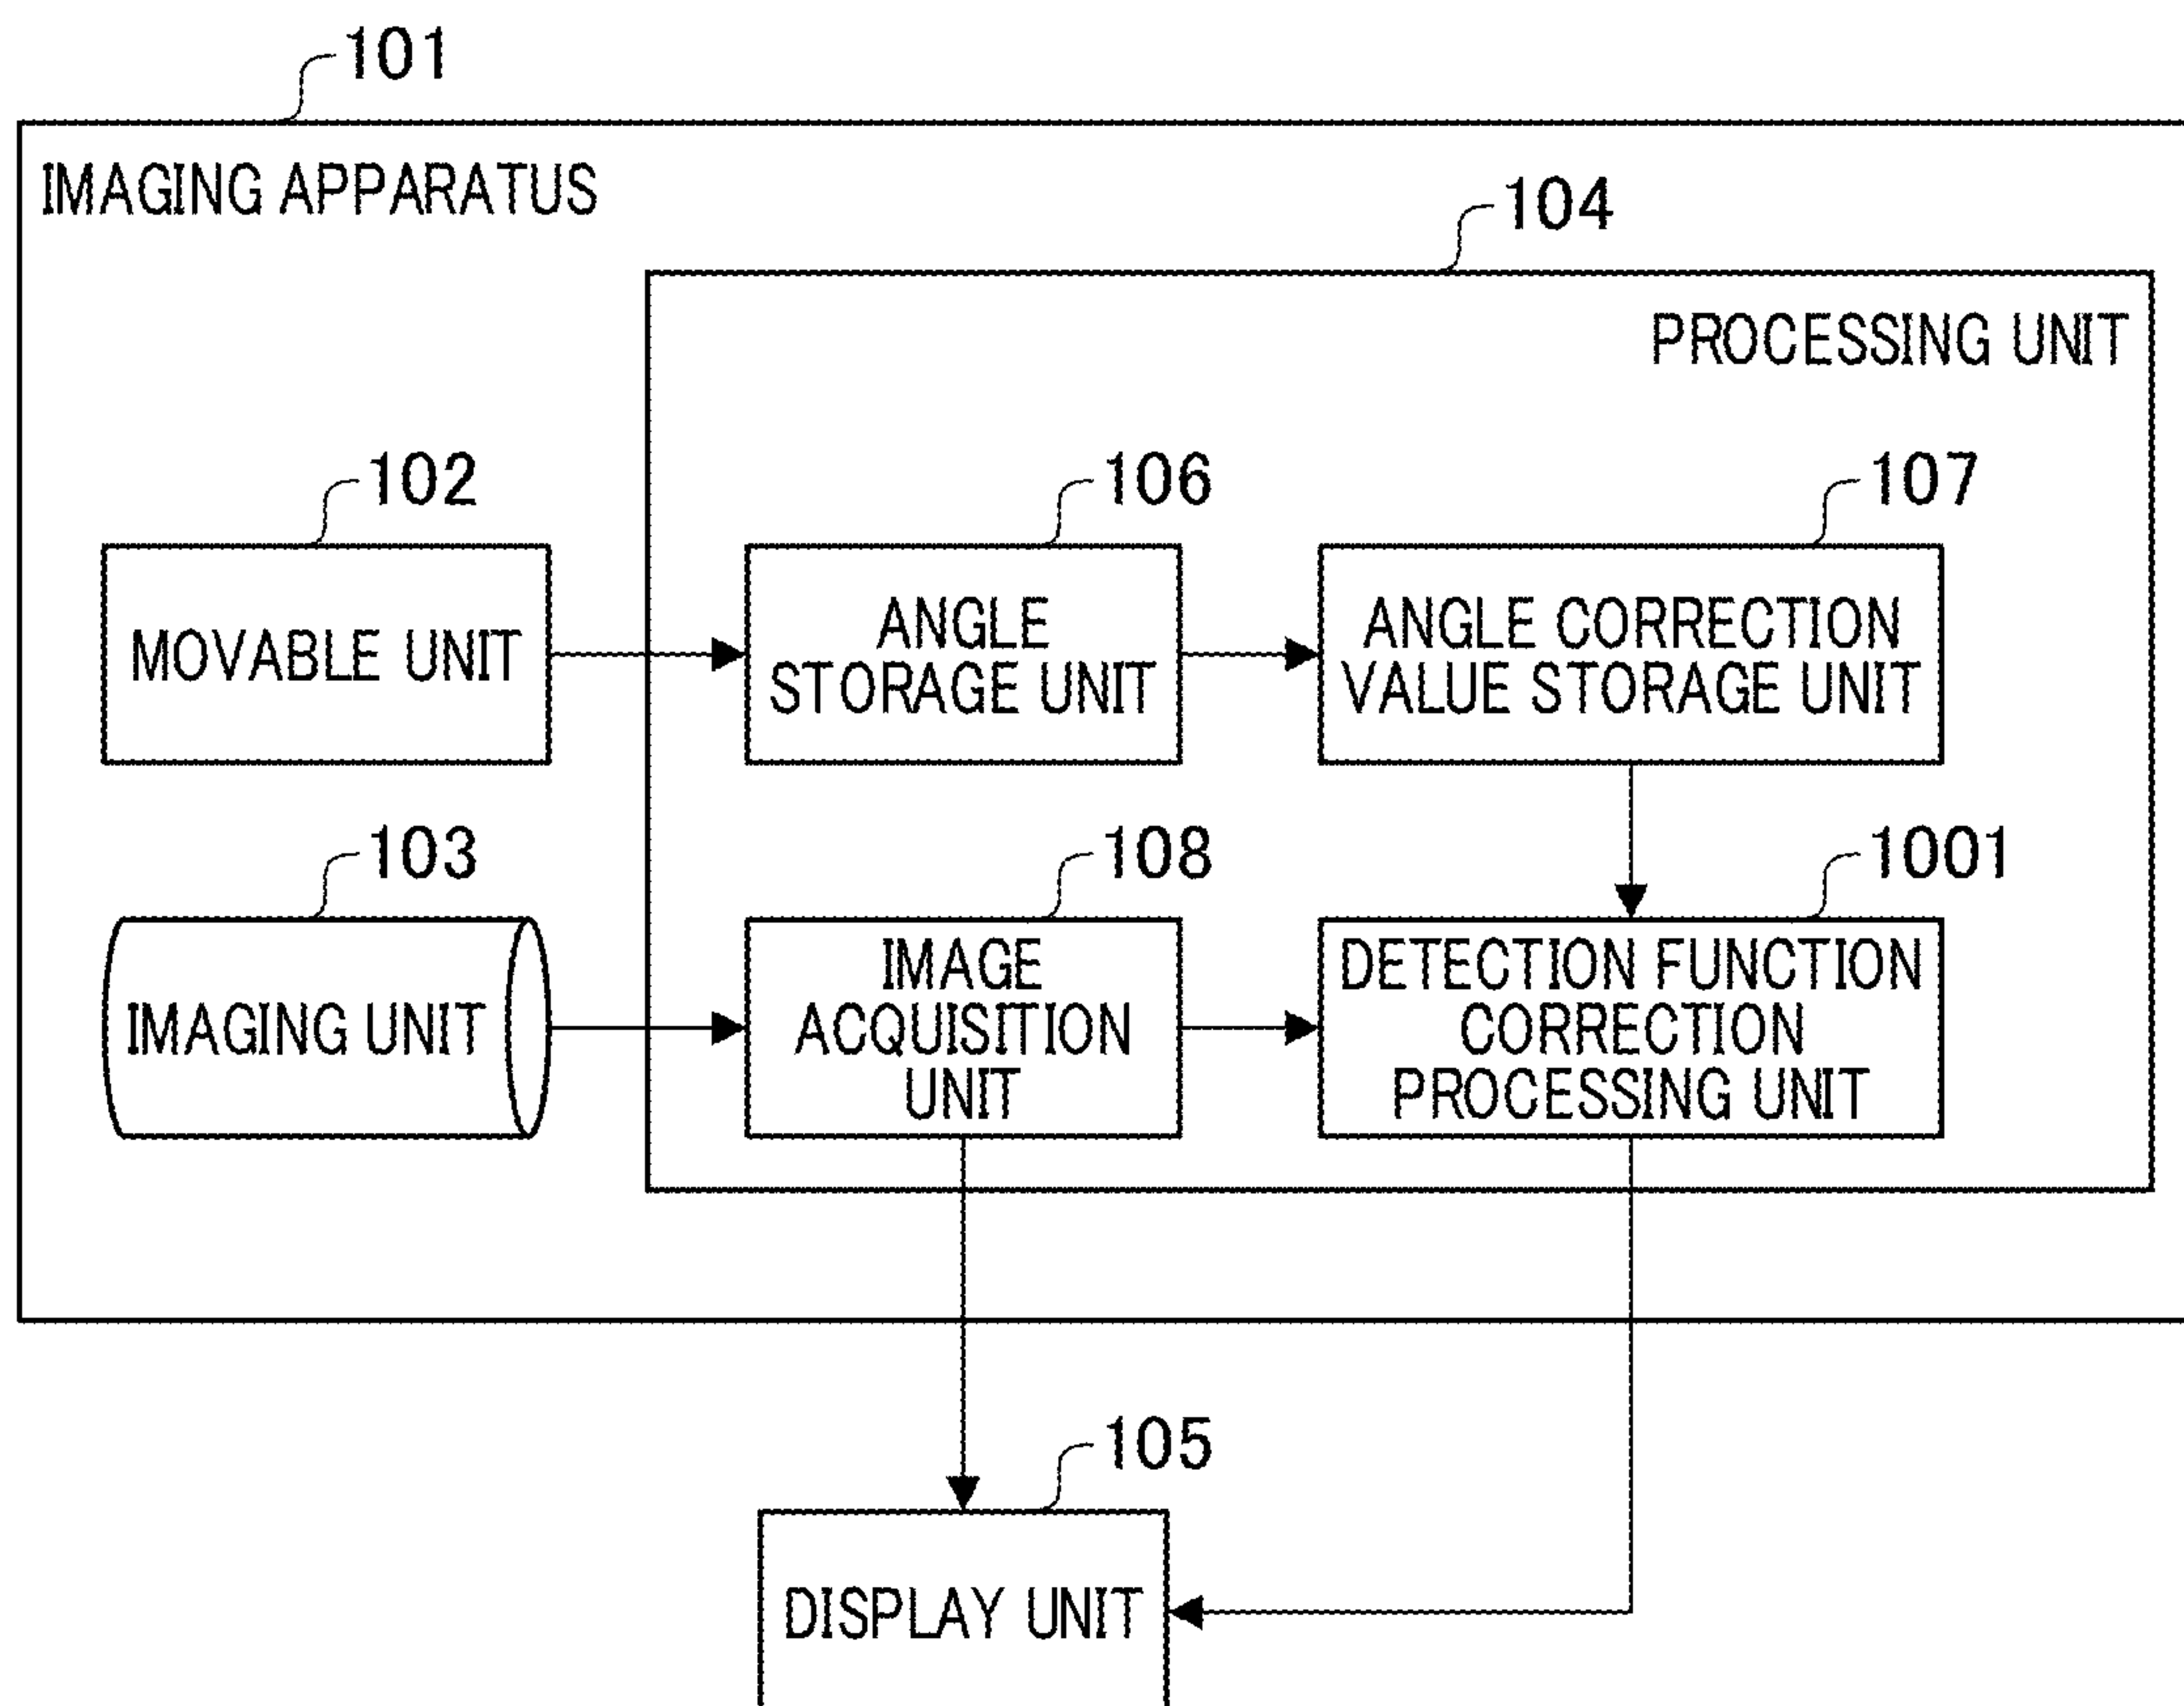 101
IMAGING APPARATUS
104
PROCESSING UNIT
102
MOVABLE UNIT
106
ANGLE
STORAGE UNIT
107
ANGLE CORRECTION
VALUE STORAGE UNIT
103
IMAGING UNIT
108
IMAGE
ACQUISITION
UNIT
1001
DETECTION FUNCTION
CORRECTION
PROCESSING UNIT
105
DISPLAY UNIT